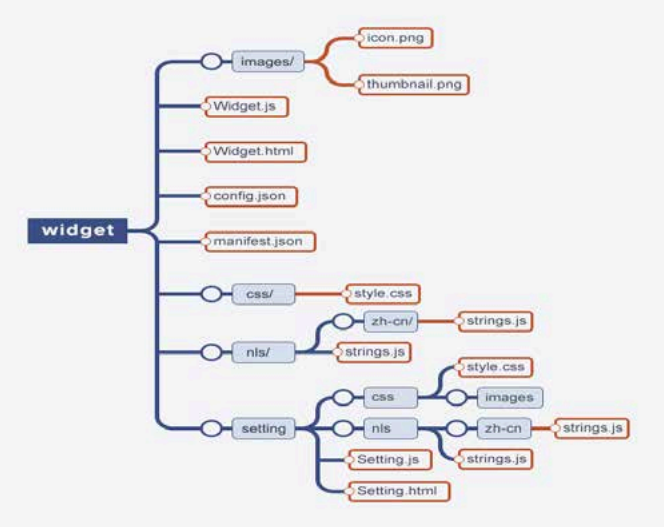 icon.png
images/
thumbnail.png
Widget.js
Widget.html
config.json
widget
manifest.json
css/
style.css
zh-cn/
strings.js
nls/
strings.js
style.css
css
images
setting
nls
zh-cn
strings.js
Setting.js
strings.js
Setting.html